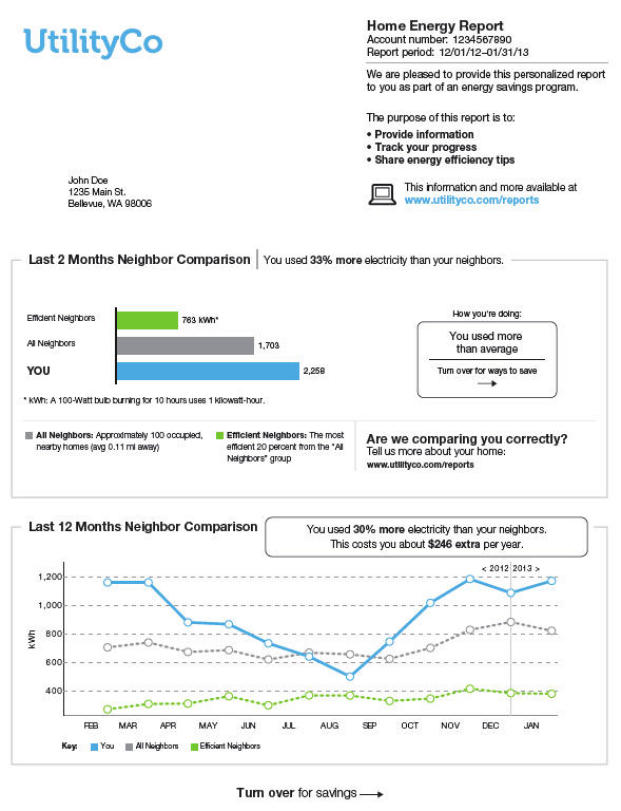 UtilityCo
Home Energy Report
Account number: 1234567890
Report period: 12/01/12–01/31/13
We are pleased to provide this personalized report
to you as part of an energy savings program.
The purpose of this report is to:
• Provide information
• Track your progress
• Share energy efficiency tips
This information and more available at
www.utilityco.com/reports
John Doe
1235 Main St.
Bellevue, WA 98006
Last 2 Months Neighbor Comparison
You used 33% more electricity than your neighbors.
Efficient Neighbors
763 kWh*
All Neighbors
1,703
YOU
2,258
* kWh: A 100-Watt bulb burning for 10 hours uses 1 kilowatt-hour.
How you're doing:
You used more
than average
Turn over for ways to save
All Neighbors: Approximately 100 occupied,
nearby homes (avg 0.11 mi away)
Efficient Neighbors: The most
efficient 20 percent from the "All
Neighbors" group
Are we comparing you correctly?
Tell us more about your home:
www.utilityco.com/reports
Last 12 Months Neighbor Comparison
You used 30% more electricity than your neighbors.
This costs you about $246 extra per year.
< 2012 2013 >
1,200
1,000
800
600
400
kWh
FEB MAR APR MAY JUN JUL AUG SEP OCT NOV DEC JAN
Key: You All Neighbors Efficient Neighbors
Turn over for savings